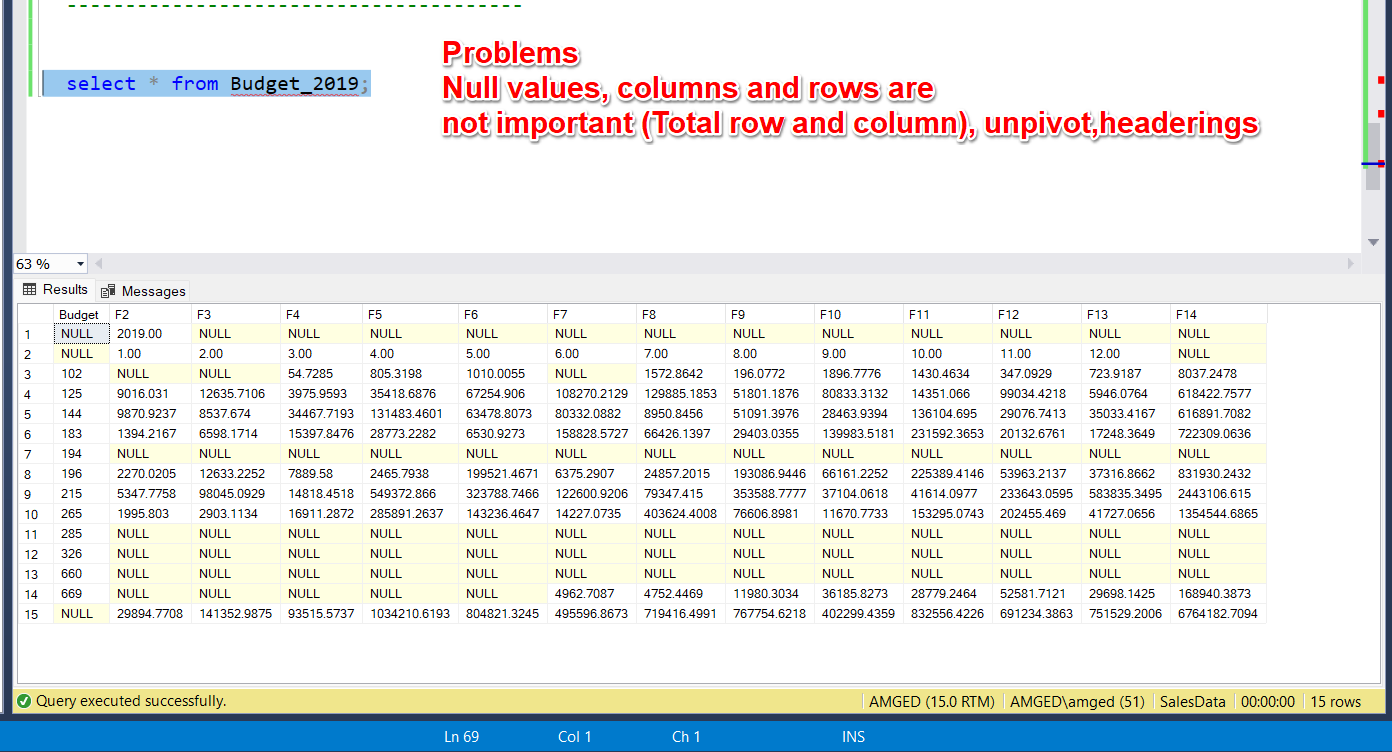 ---------------------------------------
select * from Budget_2019;
Problems
Null values, columns and rows are
not important (Total row and column), unpivot,headerings
63 %
Results Messages
Budget F2 F3 F4 F5 F6 F7 F8 F9 F10 F11 F12 F13 F14
1 NULL 2019.00 NULL NULL NULL NULL NULL NULL NULL NULL NULL NULL NULL NULL
2 NULL 1.00 2.00 3.00 4.00 5.00 6.00 7.00 8.00 9.00 10.00 11.00 12.00 NULL
3 102 NULL NULL 54.7285 805.3198 1010.0055 NULL 1572.8642 196.0772 1896.7776 1430.4634 347.0929 723.9187 8037.2478
4 125 9016.031 12635.7106 3975.9593 35418.6876 67254.906 108270.2129 129885.1853 51801.1876 80833.3132 14351.066 99034.4218 5946.0764 618422.7577
5 144 9870.9237 8537.674 34467.7193 131483.4601 63478.8073 80332.0882 8950.8456 51091.3976 28463.9394 136104.695 29076.7413 35033.4167 616891.7082
6 183 1394.2167 6598.1714 15397.8476 28773.2282 6530.9273 158828.5727 66426.1397 29403.0355 139983.5181 231592.3653 20132.6761 17248.3649 722309.0636
7 194 NULL NULL NULL NULL NULL NULL NULL NULL NULL NULL NULL NULL NULL
8 196 2270.0205 12633.2252 7889.58 2465.7938 199521.4671 6375.2907 24857.2015 193086.9446 66161.2252 225389.4146 53963.2137 37316.8662 831930.2432
9 215 5347.7758 98045.0929 14818.4518 549372.866 323788.7466 122600.9206 79347.415 353588.7777 37104.0618 41614.0977 233643.0595 583835.3495 2443106.615
10 265 1995.803 2903.1134 16911.2872 285891.2637 143236.4647 14227.0735 403624.4008 76606.8981 11670.7733 153295.0743 202455.469 41727.0656 1354544.6865
11 285 NULL NULL NULL NULL NULL NULL NULL NULL NULL NULL NULL NULL NULL
12 326 NULL NULL NULL NULL NULL NULL NULL NULL NULL NULL NULL NULL NULL
13 660 NULL NULL NULL NULL NULL NULL NULL NULL NULL NULL NULL NULL NULL
14 669 NULL NULL NULL NULL NULL 4962.7087 4752.4469 11980.3034 36185.8273 28779.2464 52581.7121 29698.1425 168940.3873
15 NULL 29894.7708 141352.9875 93515.5737 1034210.6193 804821.3245 495596.8673 719416.4991 767754.6218 402299.4359 832556.4226 691234.3863 751529.2006 6764182.7094
Query executed successfully. AMGED (15.0 RTM) AMGED\amged (51) SalesData 00:00:00 15 rows
Ln 69 Col 1 Ch 1 INS